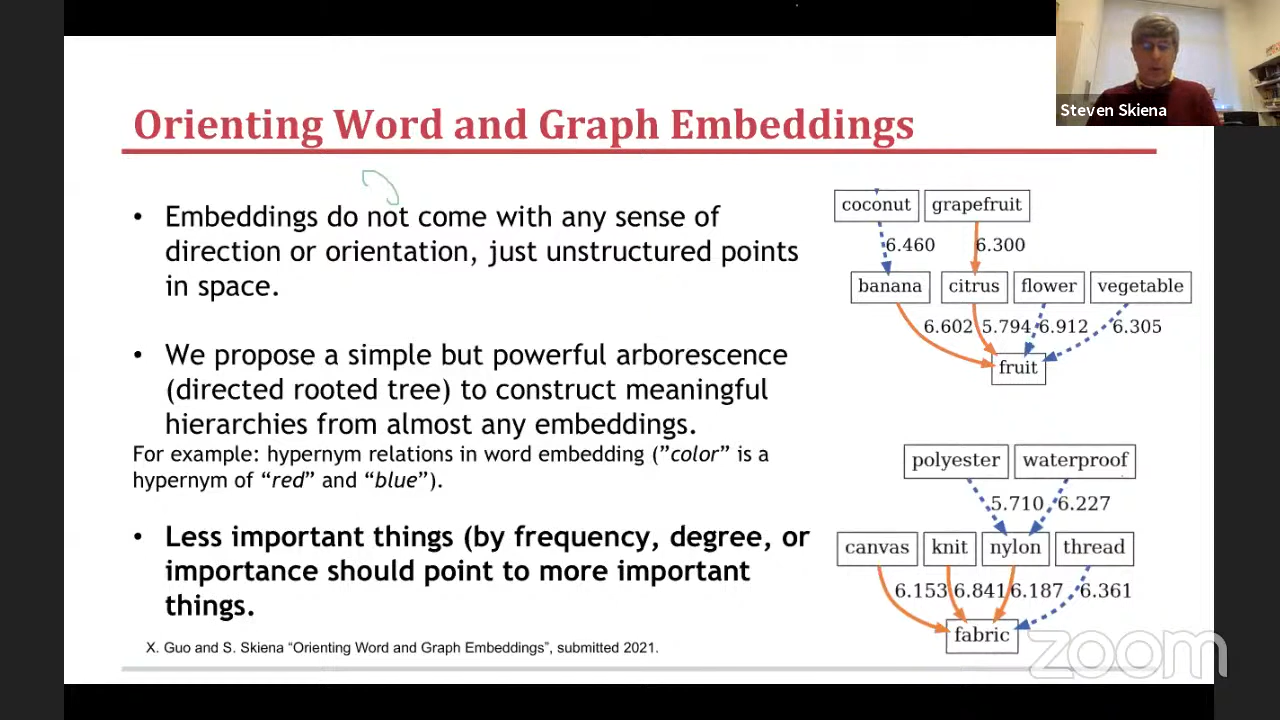 Steven Skiena
Orienting Word and Graph Embeddings
• Embeddings do not come with any sense of
direction or orientation, just unstructured points
in space.
• We propose a simple but powerful arborescence
(directed rooted tree) to construct meaningful
hierarchies from almost any embeddings.
For example: hypernym relations in word embedding (”color” is a
hypernym of “red” and “blue”).
• Less important things (by frequency, degree, or
importance should point to more important
things.
X. Guo and S. Skiena “Orienting Word and Graph Embeddings”, submitted 2021.
coconut grapefruit
6.460 6.300
banana citrus flower vegetable
6.602 5.794 6.912 6.305
fruit
polyester waterproof
5.710 6.227
canvas knit nylon thread
6.153 6.841 6.187 6.361
fabric
zoom